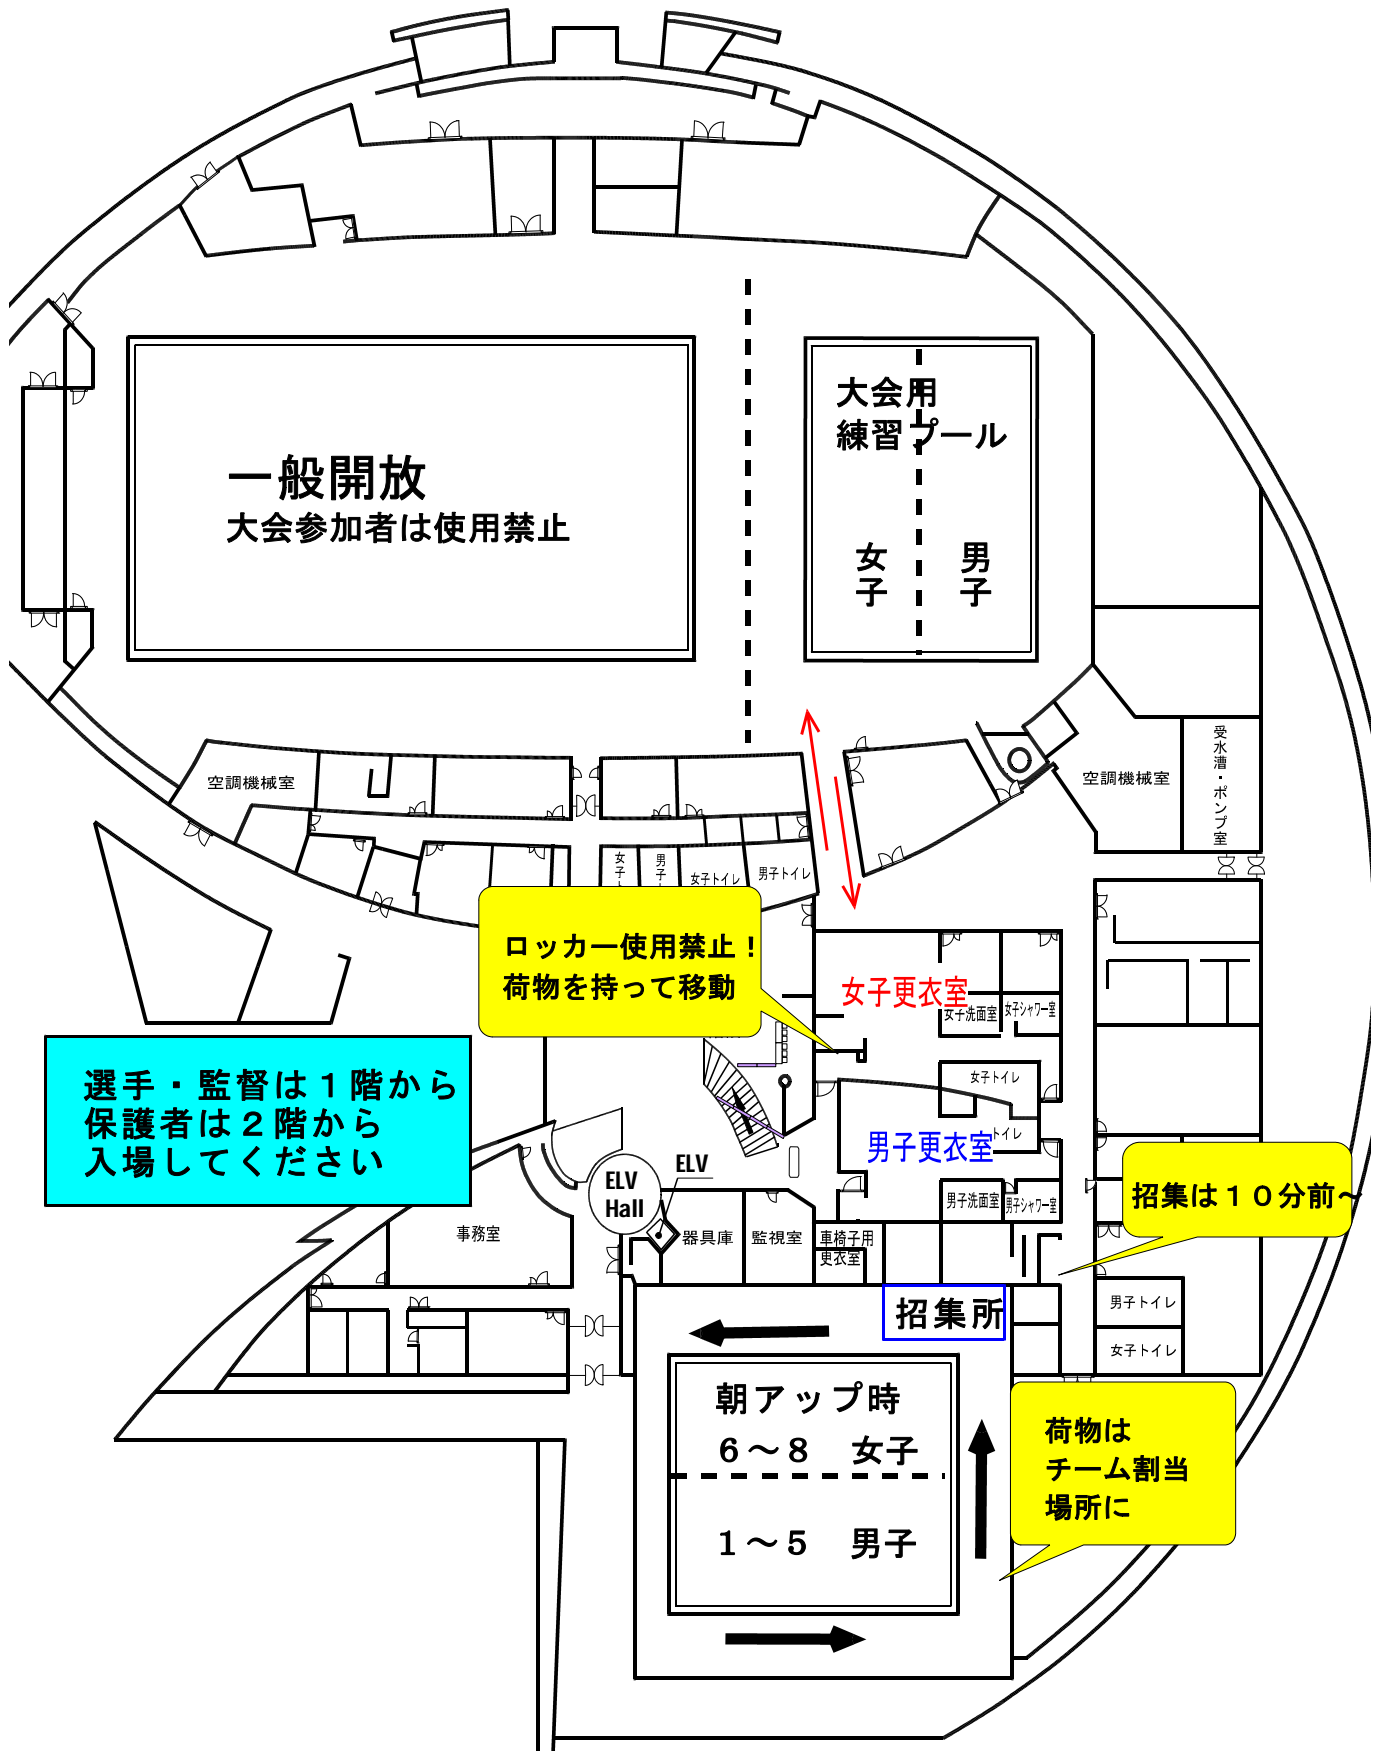 大会用
練習プール
一般開放
大会参加者は使用禁止
女子
男子
空調機械室
空調機械室
受水漕・ポンプ室
女子ト
男子
女子トイレ
男子トイレ
ロッカー使用禁止！
荷物を持って移動
女子更衣室
女子洗面室
女子シャワー室
女子トイレ
選手・監督は１階から
保護者は２階から
入場してください
男子更衣室
トイレ
ELV
ELV
Hall
男子洗面室
男子シャワー室
招集は１０分前～
事務室
器具庫
監視室
車椅子用
更衣室
招集所
男子トイレ
女子トイレ
朝アップ時
６～８　女子
１～５　男子
荷物は
チーム割当
場所に